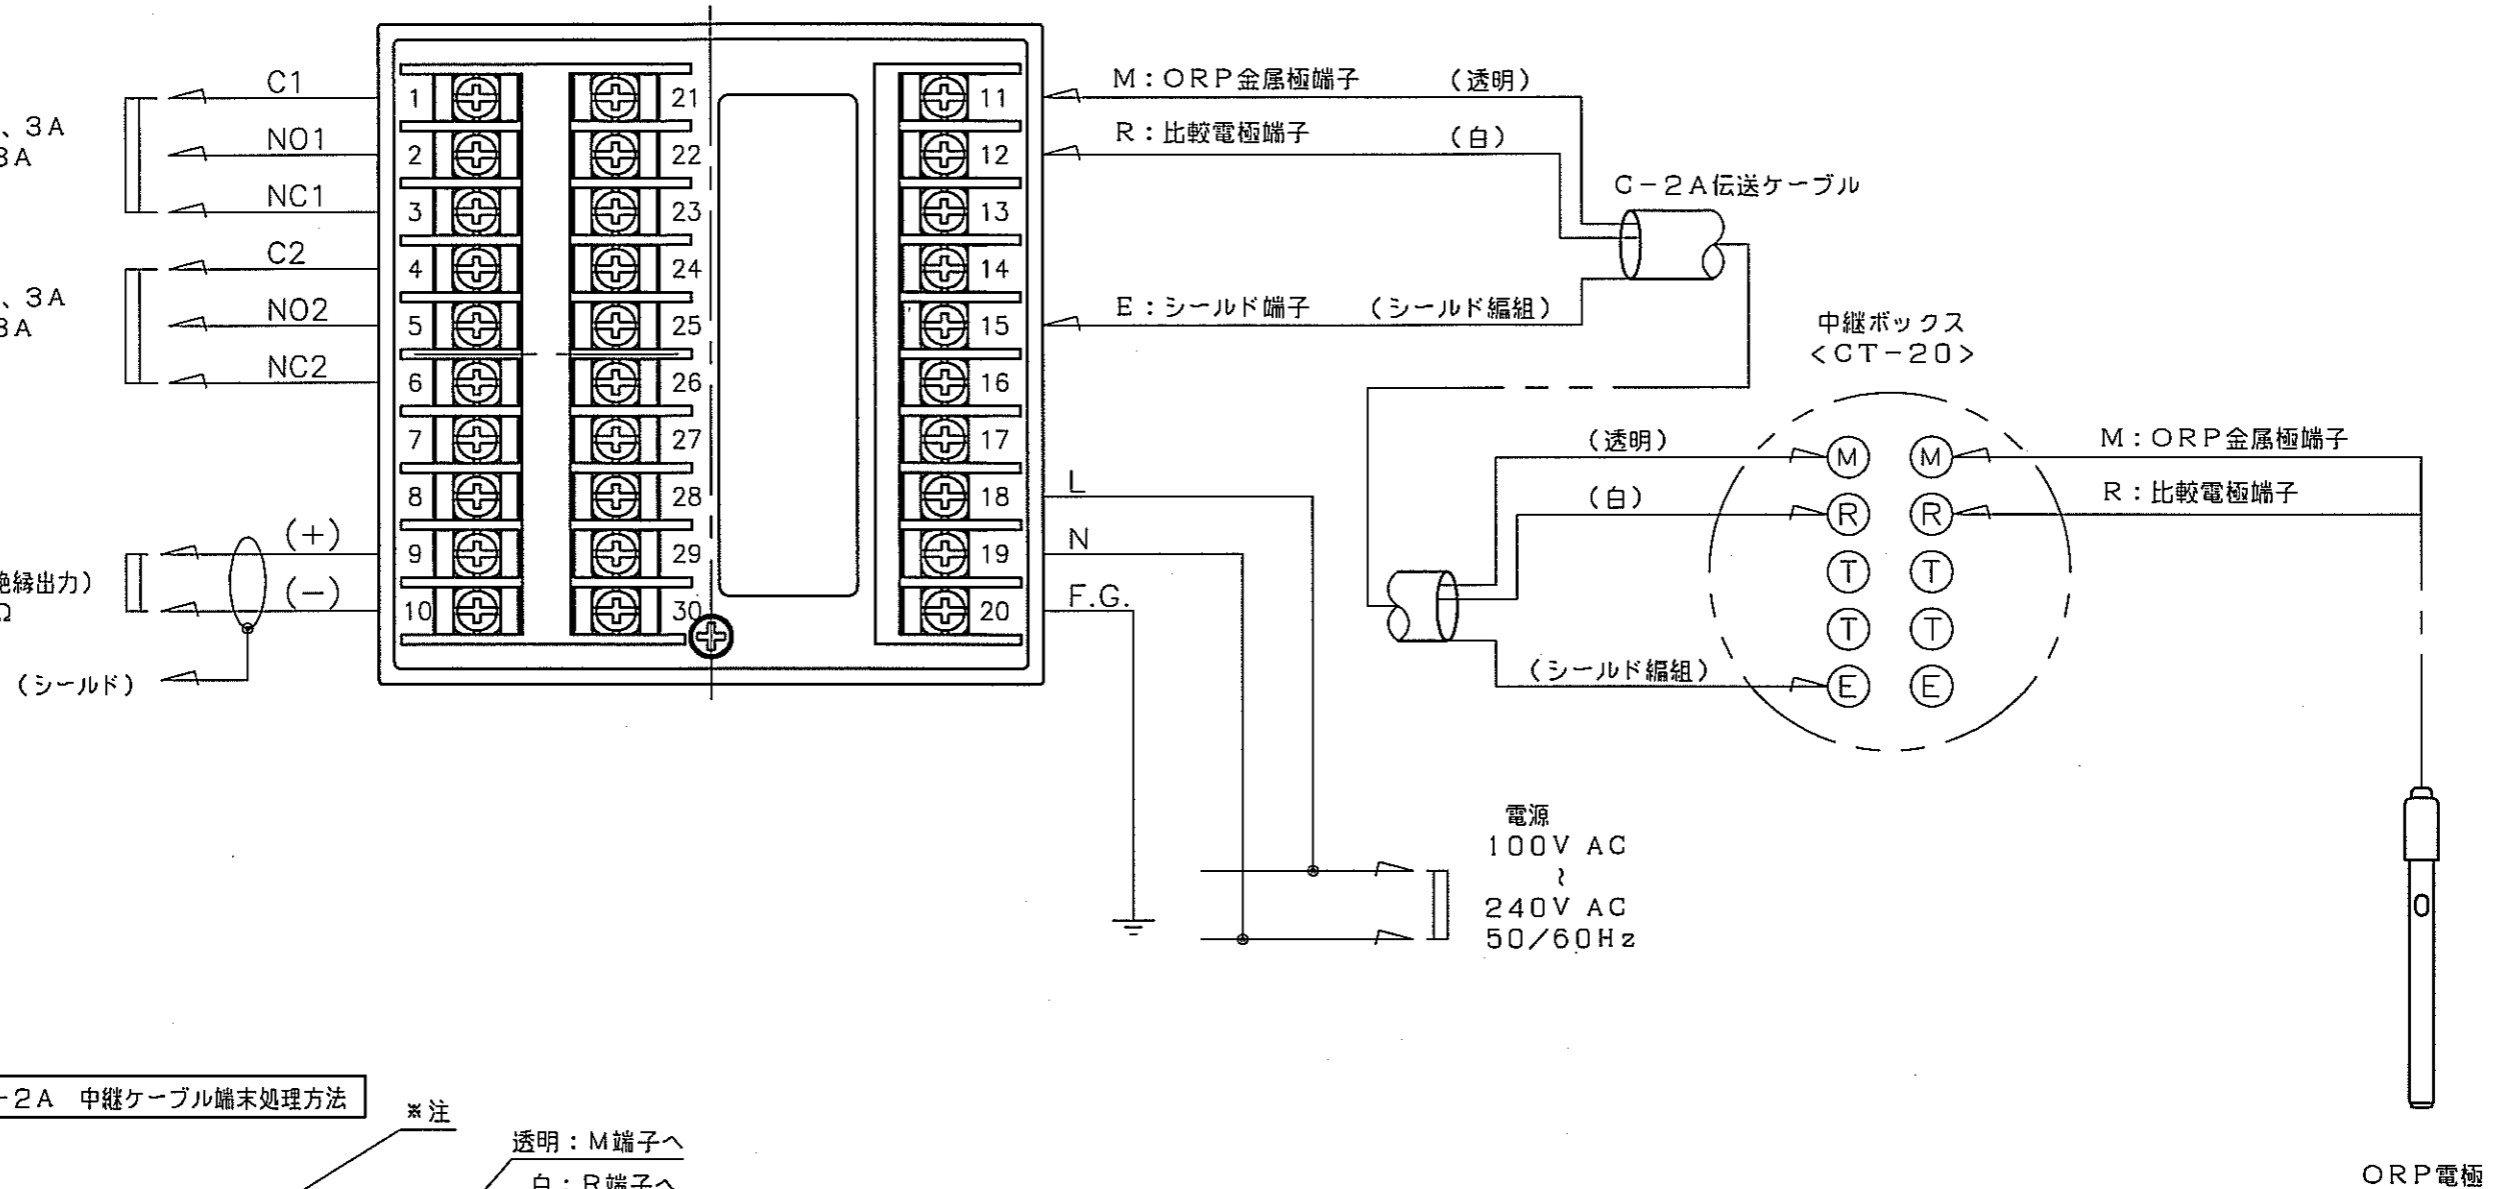 C1
、3A
NO1
3A
NC1
C2
、3A
NO2
3A
NC2
(+)
絶縁出力）
(−)
Ω
（シールド）
1
2
3
4
5
6
7
8
9
10
21
22
23
24
25
26
27
28
29
30
11
12
13
14
15
16
17
18
19
20
M：ORP金属極端子 （透明）
R：比較電極端子 （白）
C－2A伝送ケーブル
E：シールド端子 （シールド編組）
L
N
F.G.
中継ボックス
＜CT－20＞
（透明）
（白）
（シールド編組）
M M
R R
T T
T T
E E
M：ORP金属極端子
R：比較電極端子
電源
100V AC
～
240V AC
50/60Hz
ORP電極
－2A 中継ケーブル端末処理方法
※注
透明：M端子へ
白：R端子へ